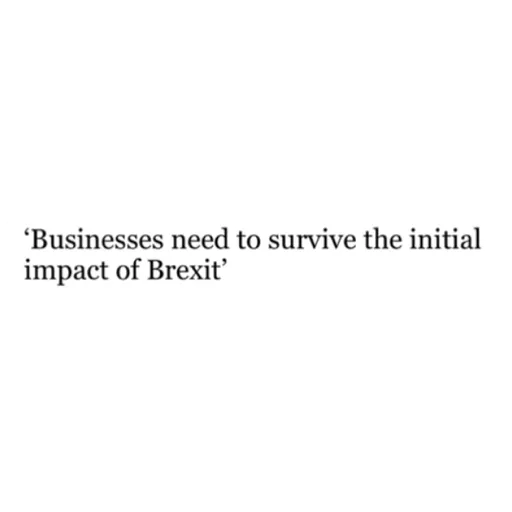 ‘Businesses need to survive the initial
impact of Brexit’